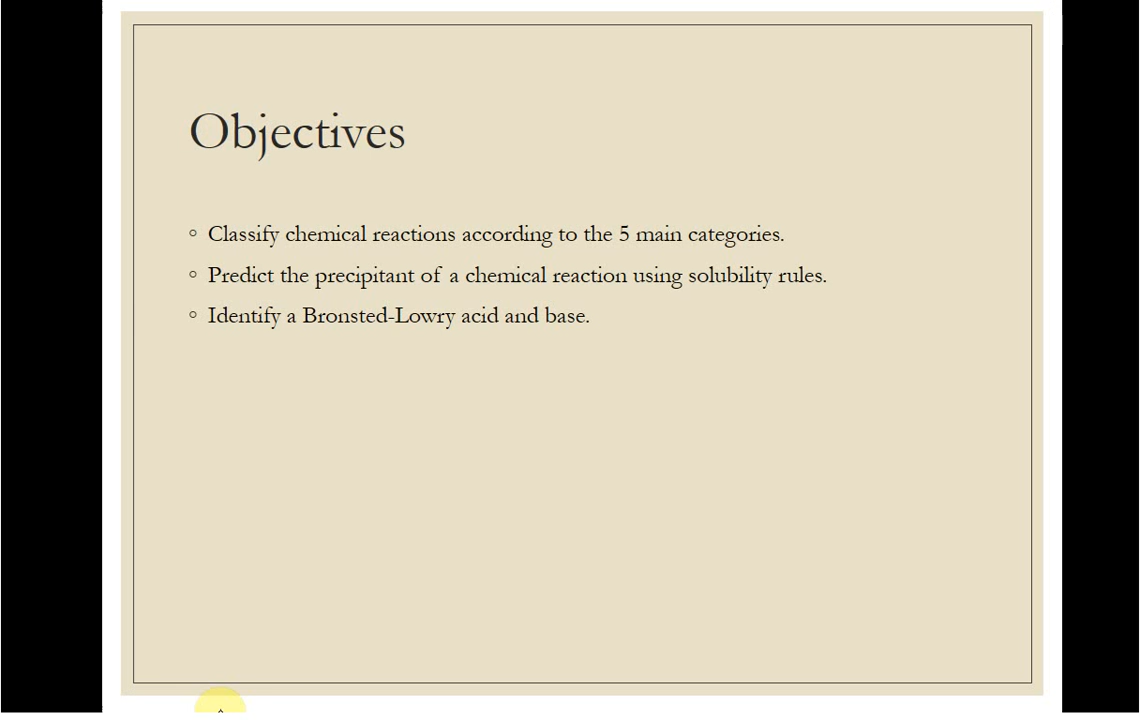 Objectives
◦ Classify chemical reactions according to the 5 main categories.
◦ Predict the precipitant of a chemical reaction using solubility rules.
◦ Identify a Bronsted-Lowry acid and base.